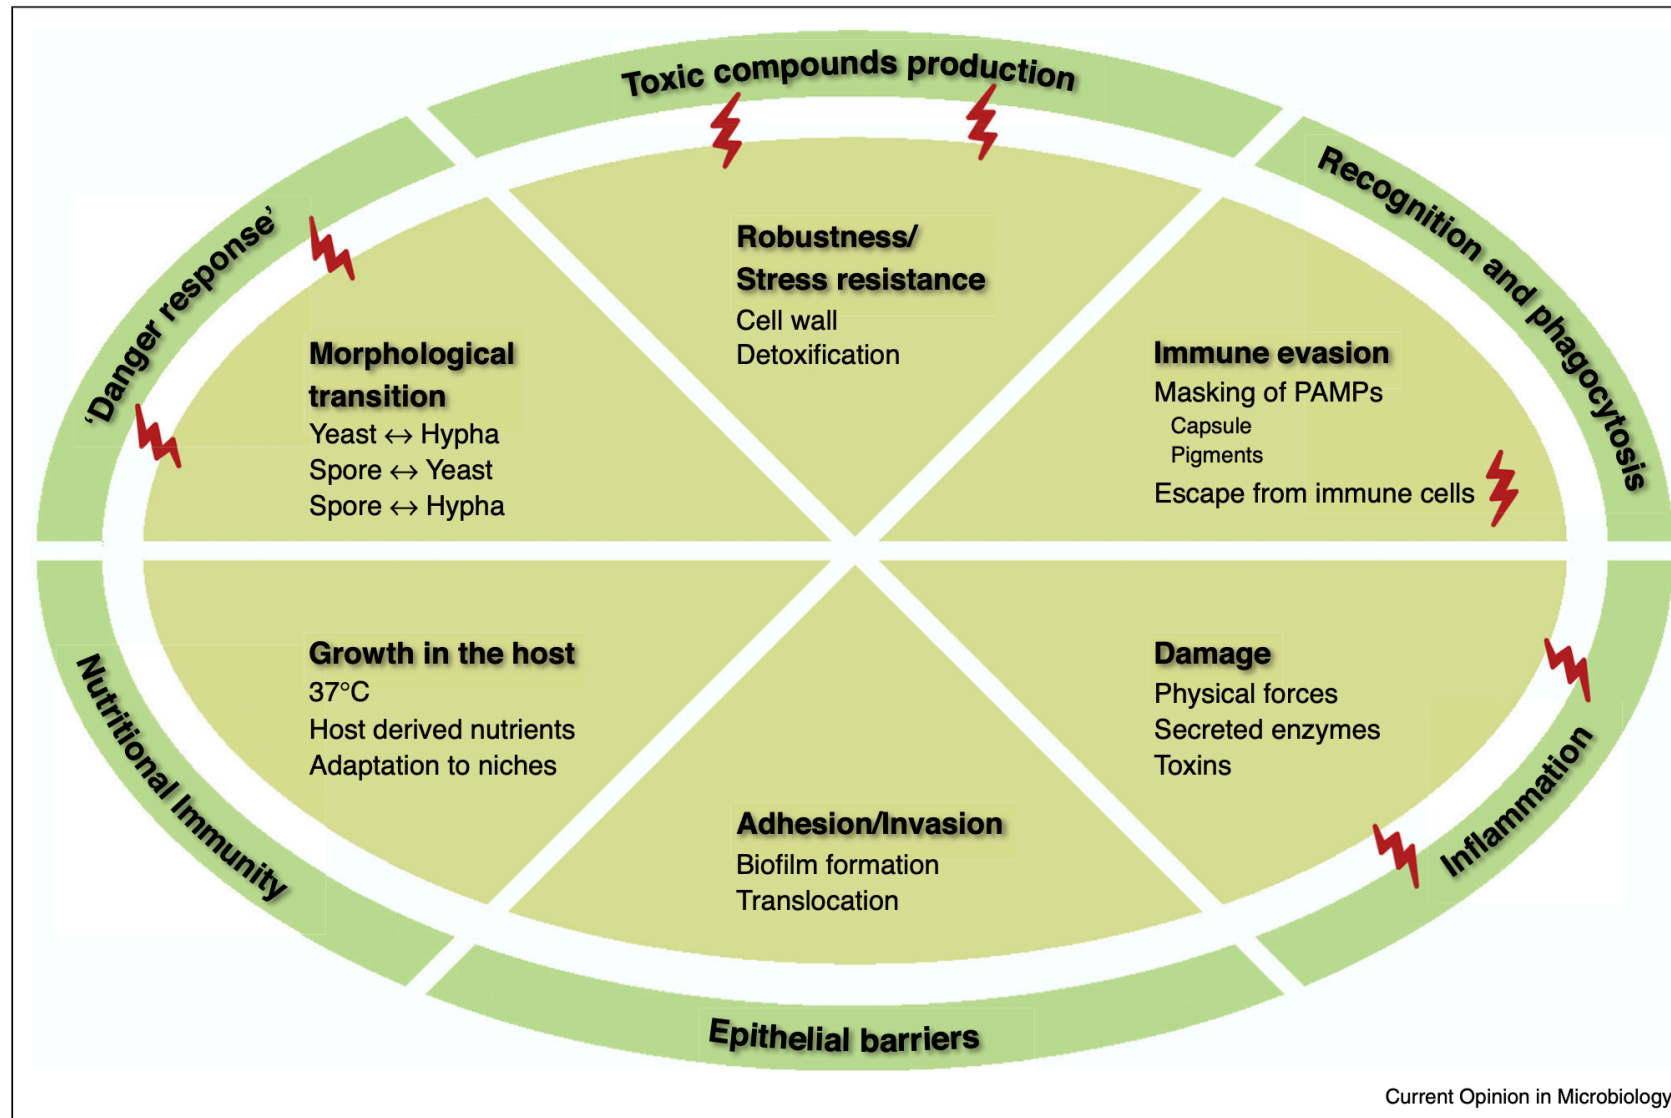 Toxic compounds production
'Danger response'
Recognition and phagocytosis
Robustness/
Stress resistance
Cell wall
Detoxification
Morphological
transition
Yeast ↔ Hypha
Spore ↔ Yeast
Spore ↔ Hypha
Immune evasion
Masking of PAMPs
Capsule
Pigments
Escape from immune cells
Growth in the host
37°C
Host derived nutrients
Adaptation to niches
Damage
Physical forces
Secreted enzymes
Toxins
Adhesion/Invasion
Biofilm formation
Translocation
Nutritional Immunity
Inflammation
Epithelial barriers
Current Opinion in Microbiology